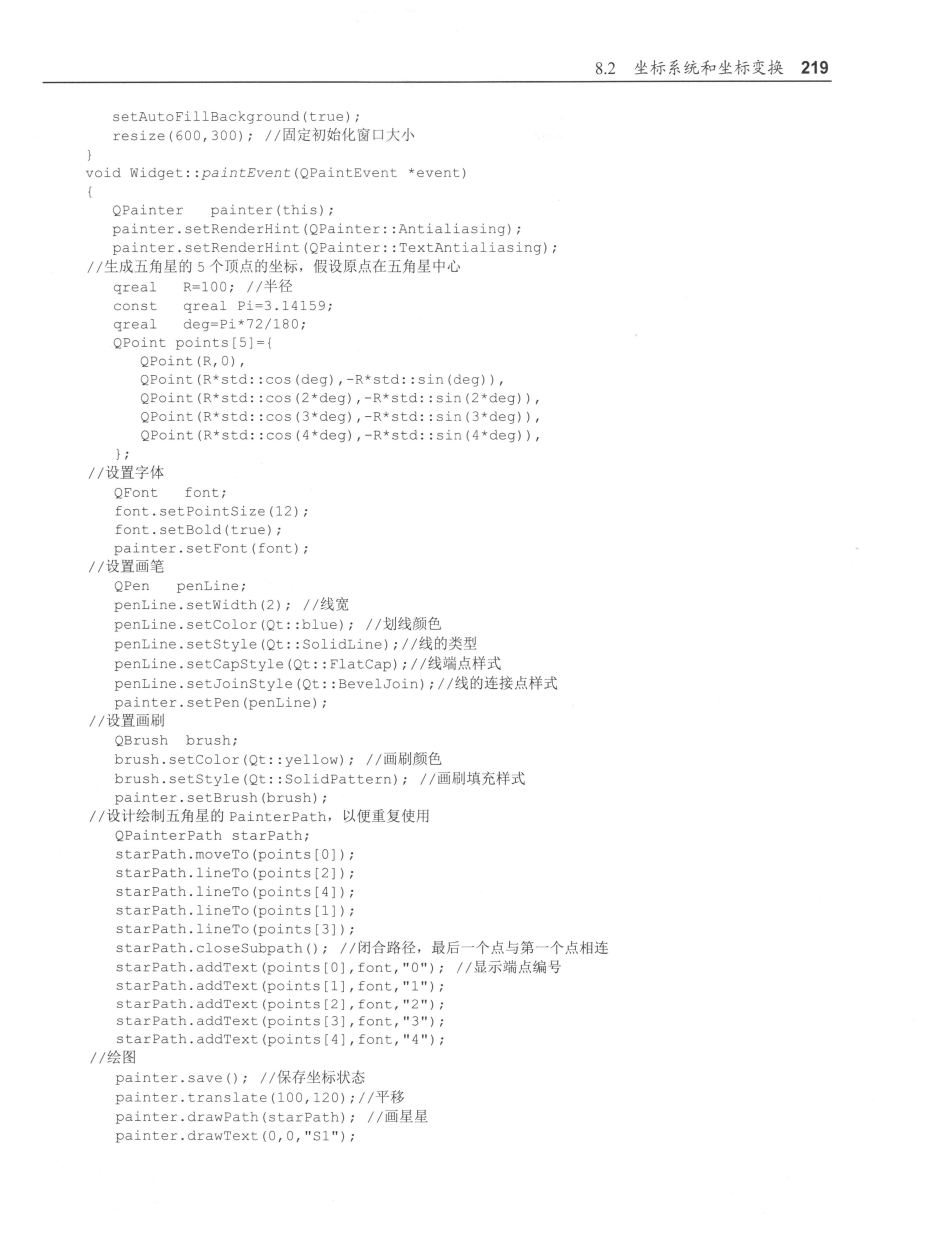 8.2 坐标系统和坐标变换 219
setAutoFillBackground(true);
resize(600,300); //固定初始化窗口大小
}
void Widget::paintEvent(QPaintEvent *event)
{
QPainter painter(this);
painter.setRenderHint(QPainter::Antialiasing);
painter.setRenderHint(QPainter::TextAntialiasing);
//生成五角星的 5 个顶点的坐标，假设原点在五角星中心
qreal R=100; //半径
const qreal Pi=3.14159;
qreal deg=Pi*72/180;
QPoint points[5]={
QPoint(R,0),
QPoint(R*std::cos(deg),-R*std::sin(deg)),
QPoint(R*std::cos(2*deg),-R*std::sin(2*deg)),
QPoint(R*std::cos(3*deg),-R*std::sin(3*deg)),
QPoint(R*std::cos(4*deg),-R*std::sin(4*deg)),
};
//设置字体
QFont font;
font.setPointSize(12);
font.setBold(true);
painter.setFont(font);
//设置画笔
QPen penLine;
penLine.setWidth(2); //线宽
penLine.setColor(Qt::blue); //划线颜色
penLine.setStyle(Qt::SolidLine);//线的类型
penLine.setCapStyle(Qt::FlatCap);//线端点样式
penLine.setJoinStyle(Qt::BevelJoin);//线的连接点样式
painter.setPen(penLine);
//设置画刷
QBrush brush;
brush.setColor(Qt::yellow); //画刷颜色
brush.setStyle(Qt::SolidPattern); //画刷填充样式
painter.setBrush(brush);
//设计绘制五角星的 PainterPath，以便重复使用
QPainterPath starPath;
starPath.moveTo(points[0]);
starPath.lineTo(points[2]);
starPath.lineTo(points[4]);
starPath.lineTo(points[1]);
starPath.lineTo(points[3]);
starPath.closeSubpath(); //闭合路径，最后一个点与第一个点相连
starPath.addText(points[0],font,"0"); //显示端点编号
starPath.addText(points[1],font,"1");
starPath.addText(points[2],font,"2");
starPath.addText(points[3],font,"3");
starPath.addText(points[4],font,"4");
//绘图
painter.save(); //保存坐标状态
painter.translate(100,120);//平移
painter.drawPath(starPath); //画星星
painter.drawText(0,0,"S1");